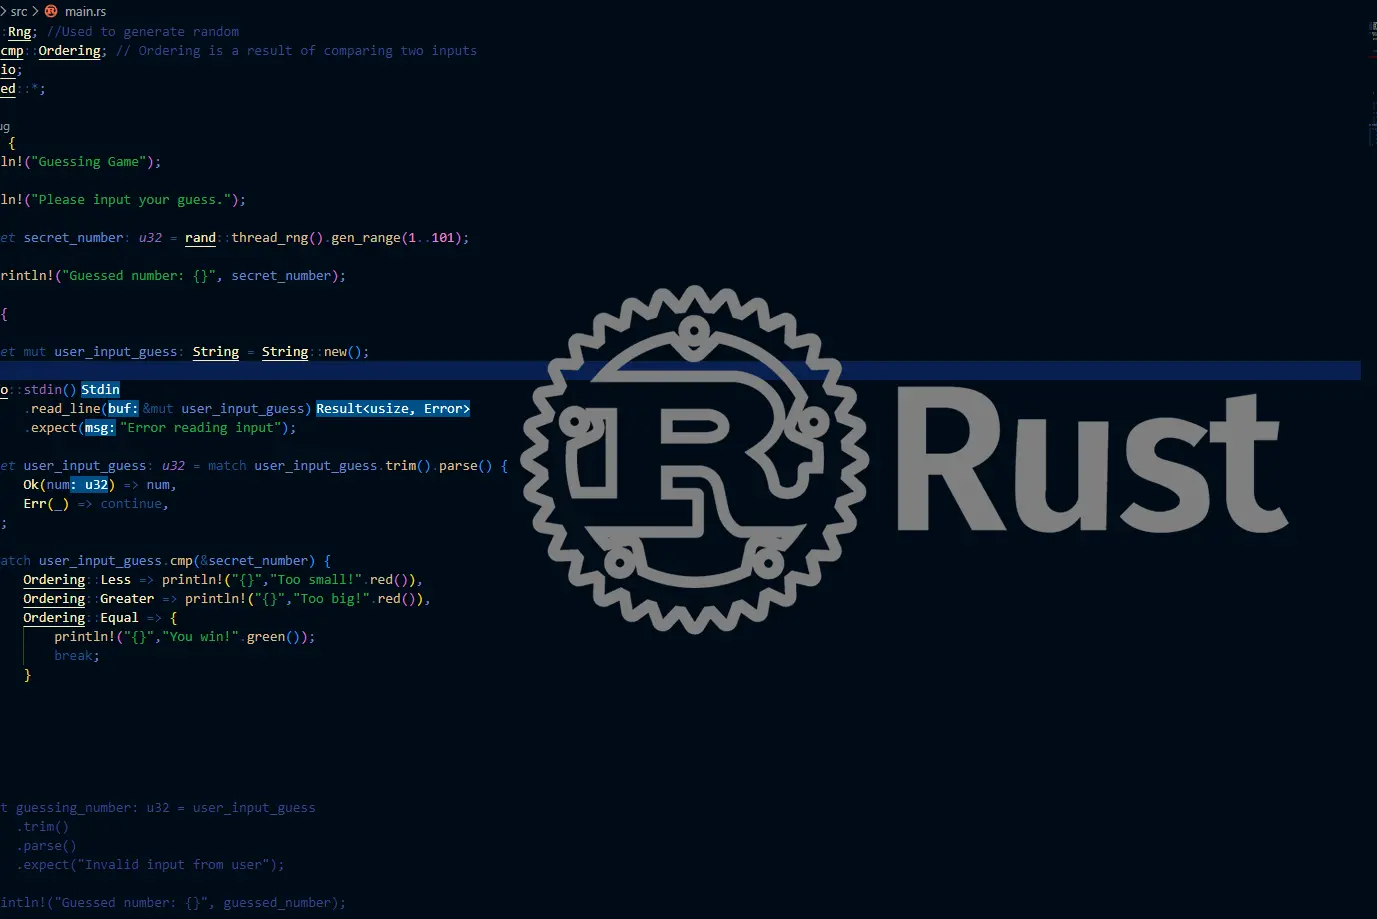 src > main.rs
:Rng; //Used to generate random
cmp::Ordering; // Ordering is a result of comparing two inputs
io;
ed::*;
ug
{
ln!("Guessing Game");
ln!("Please input your guess.");
et secret_number: u32 = rand::thread_rng().gen_range(1..101);
rintln!("Guessed number: {}", secret_number);
{
et mut user_input_guess: String = String::new();
o::stdin() Stdin
.read_line(buf: &mut user_input_guess) Result<usize, Error>
.expect(msg: "Error reading input");
et user_input_guess: u32 = match user_input_guess.trim().parse() {
Ok(num: u32) => num,
Err(_) => continue,
;
atch user_input_guess.cmp(&secret_number) {
Ordering::Less => println!("{}","Too small!".red()),
Ordering::Greater => println!("{}","Too big!".red()),
Ordering::Equal => {
println!("{}","You win!".green());
break;
}
t guessing_number: u32 = user_input_guess
.trim()
.parse()
.expect("Invalid input from user");
intln!("Guessed number: {}", guessed_number);
R
Rust